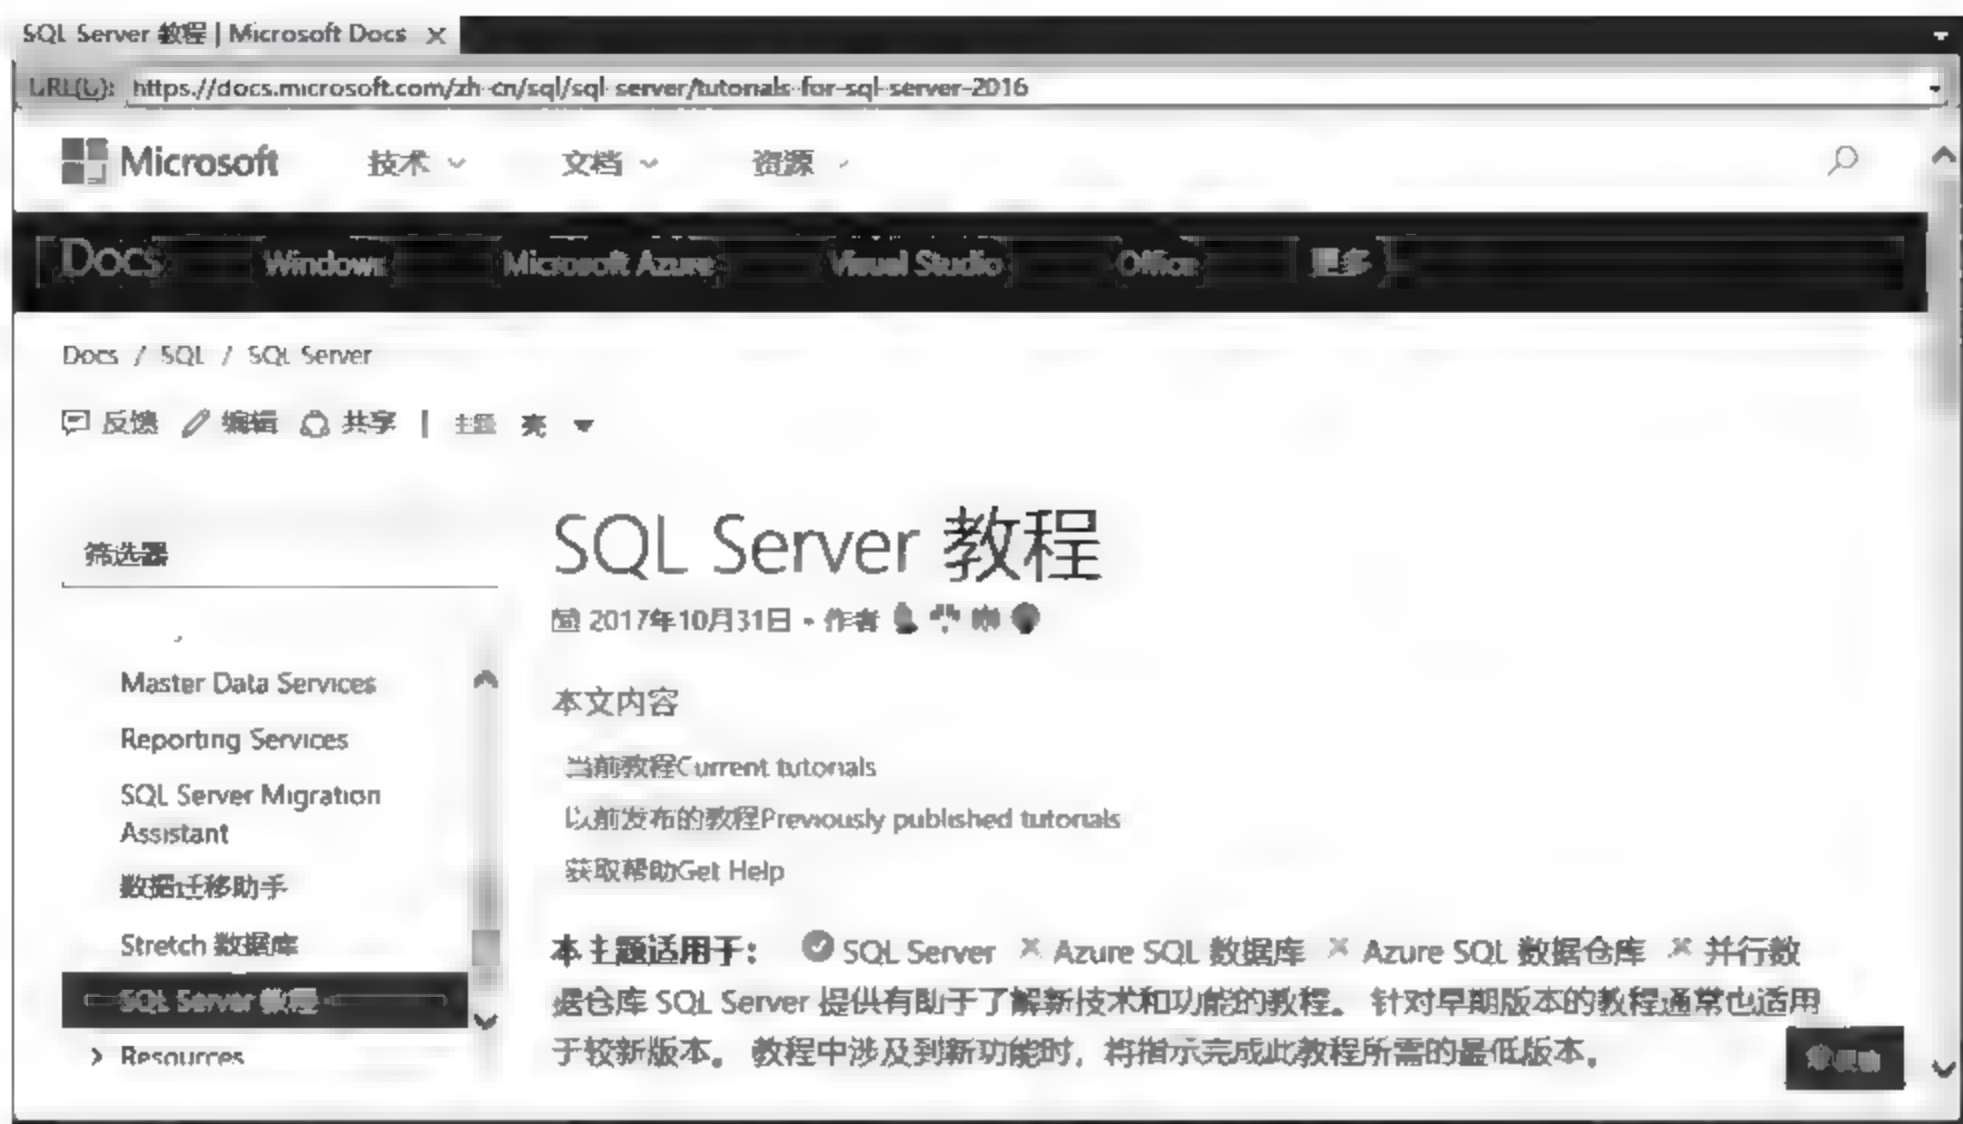 SQL Server 教程 | Microsoft Docs
URL(U): https://docs.microsoft.com/zh-cn/sql/sql-server/tutorials-for-sql-server-2016
Microsoft 技术 文档 资源
Docs Windows Microsoft Azure Visual Studio Office 更多
Docs / SQL / SQL Server
反馈 编辑 共享 | 主题 亮
筛选器
SQL Server 教程
2017年10月31日 • 作者
Master Data Services
Reporting Services
SQL Server Migration
Assistant
数据迁移助手
Stretch 数据库
SQL Server 教程
Resources
本文内容
当前教程Current tutorials
以前发布的教程Previously published tutorials
获取帮助Get Help
本主题适用于: SQL Server Azure SQL 数据库 Azure SQL 数据仓库 并行数
据仓库 SQL Server 提供有助于了解新技术和功能的教程。 针对早期版本的教程通常也适用
于较新版本。 教程中涉及到新功能时，将指示完成此教程所需的最低版本。